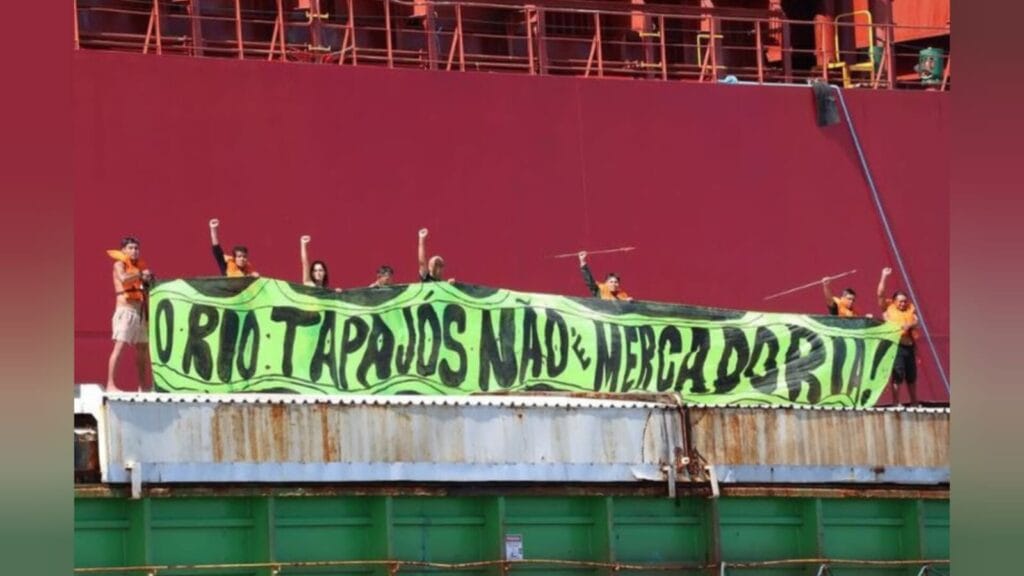 O RIO TAPAJÓS NÃO É MERCADORIA!